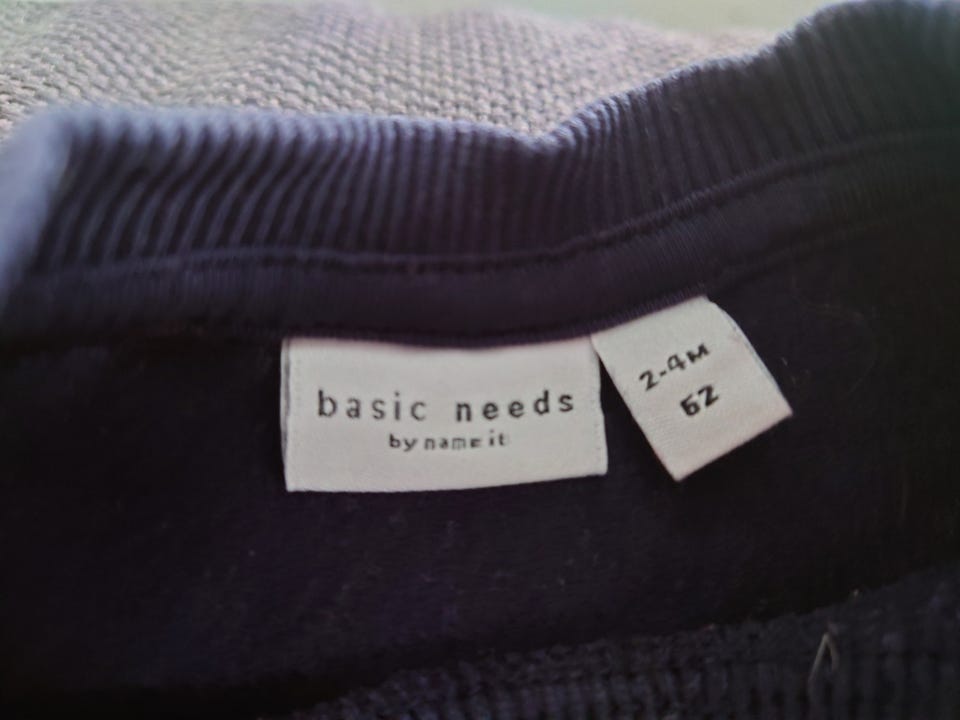 basic needs
by name it
2-4M
62